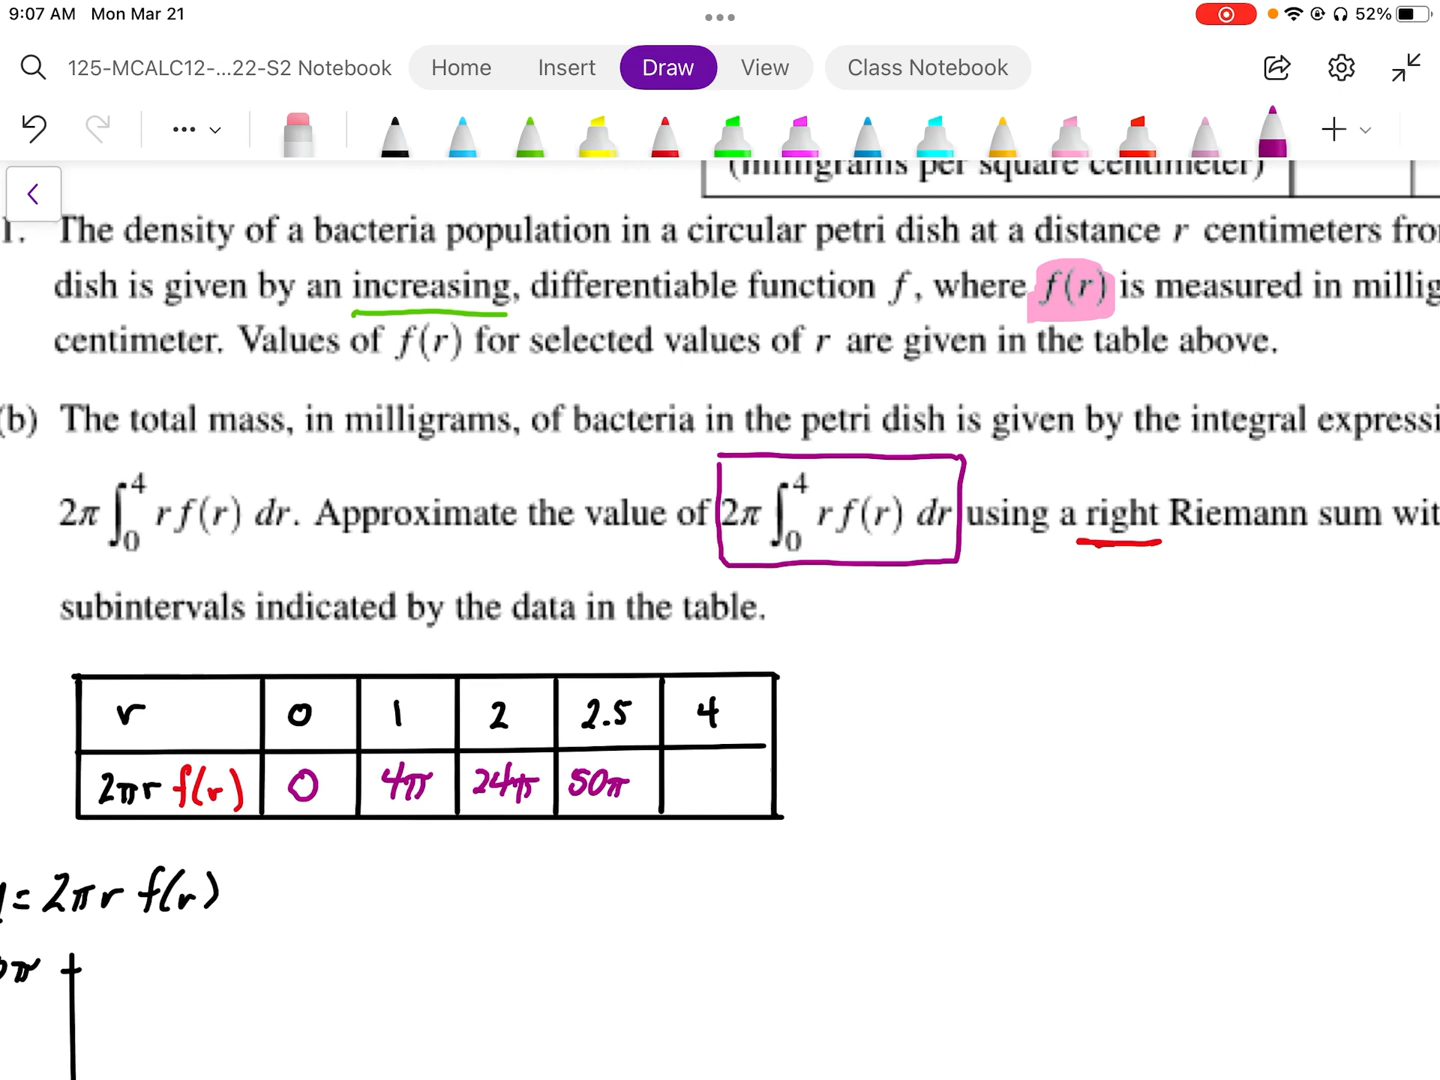 9:07 AM Mon Mar 21
52%
125-MCALC12-...22-S2 Notebook
Home
Insert
Draw
View
Class Notebook
(milligrams per square centimeter)
1. The density of a bacteria population in a circular petri dish at a distance r centimeters fro
dish is given by an increasing, differentiable function f, where f(r) is measured in millig
centimeter. Values of f(r) for selected values of r are given in the table above.
(b) The total mass, in milligrams, of bacteria in the petri dish is given by the integral expressi
2π ∫₀⁴ r f(r) dr. Approximate the value of 2π ∫₀⁴ r f(r) dr using a right Riemann sum wit
subintervals indicated by the data in the table.
r 0 1 2 2.5 4
2πr f(r) 0 4π 24π 50π
= 2πr f(r)
π